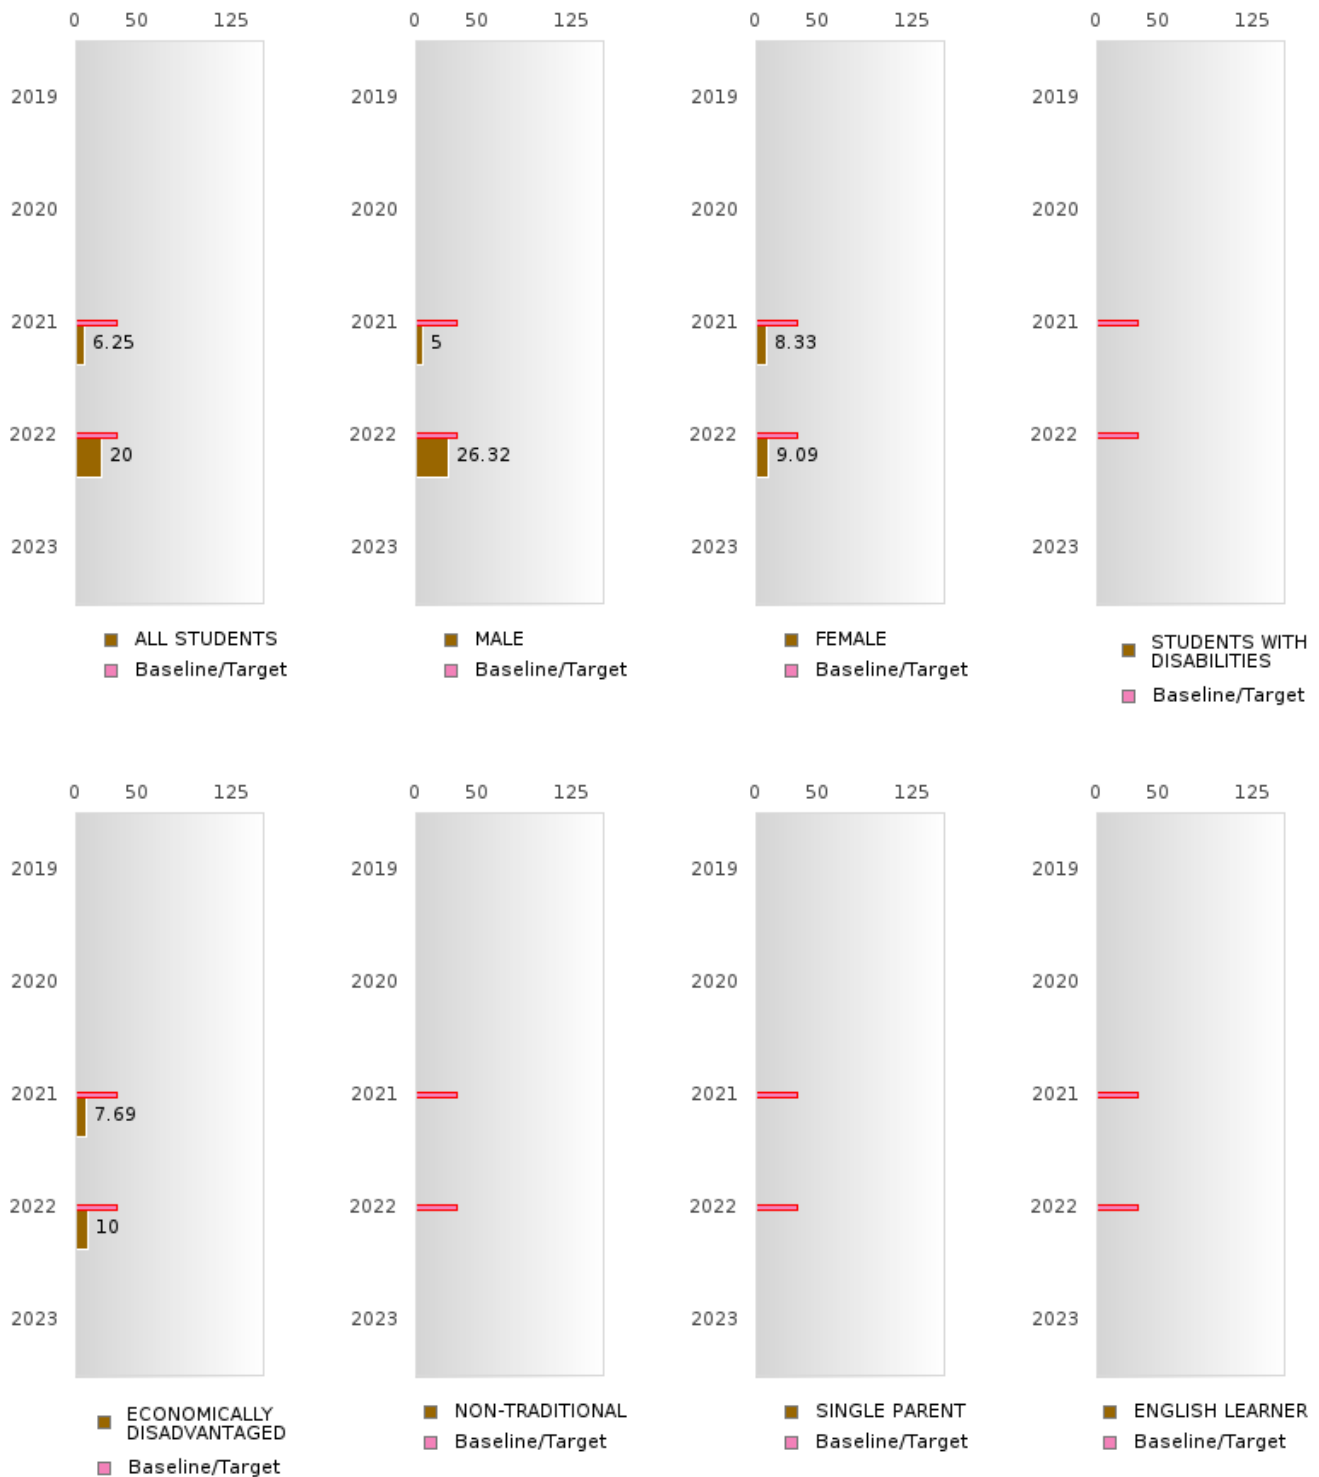 0 50 125
2019
2020
2021
6.25
2022
20
2023
ALL STUDENTS
Baseline/Target
0 50 125
2019
2020
2021
5
2022
26.32
2023
MALE
Baseline/Target
0 50 125
2019
2020
2021
8.33
2022
9.09
2023
FEMALE
Baseline/Target
0 50 125
2019
2020
2021
2022
2023
STUDENTS WITH
DISABILITIES
Baseline/Target
0 50 125
2019
2020
2021
7.69
2022
10
2023
ECONOMICALLY
DISADVANTAGED
Baseline/Target
0 50 125
2019
2020
2021
2022
2023
NON-TRADITIONAL
Baseline/Target
0 50 125
2019
2020
2021
2022
2023
SINGLE PARENT
Baseline/Target
0 50 125
2019
2020
2021
2022
2023
ENGLISH LEARNER
Baseline/Target